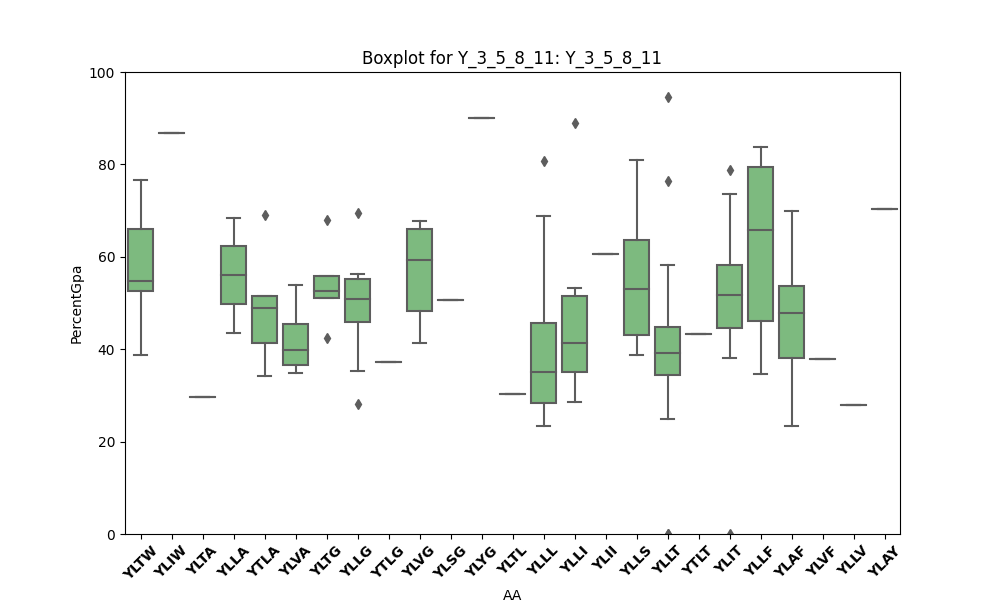 Boxplot for Y_3_5_8_11: Y_3_5_8_11
100
80
60
40
20
0
PercentGpa
YLTW YLIW YLTA YLLA YTLA YLVA YLTG YLLG YTLG YLVG YLSG YLYG YLTL YLLL YLLI YLII YLLS YLLT YTLT YLIT YLLF YLAF YLVF YLLV YLAY
AA